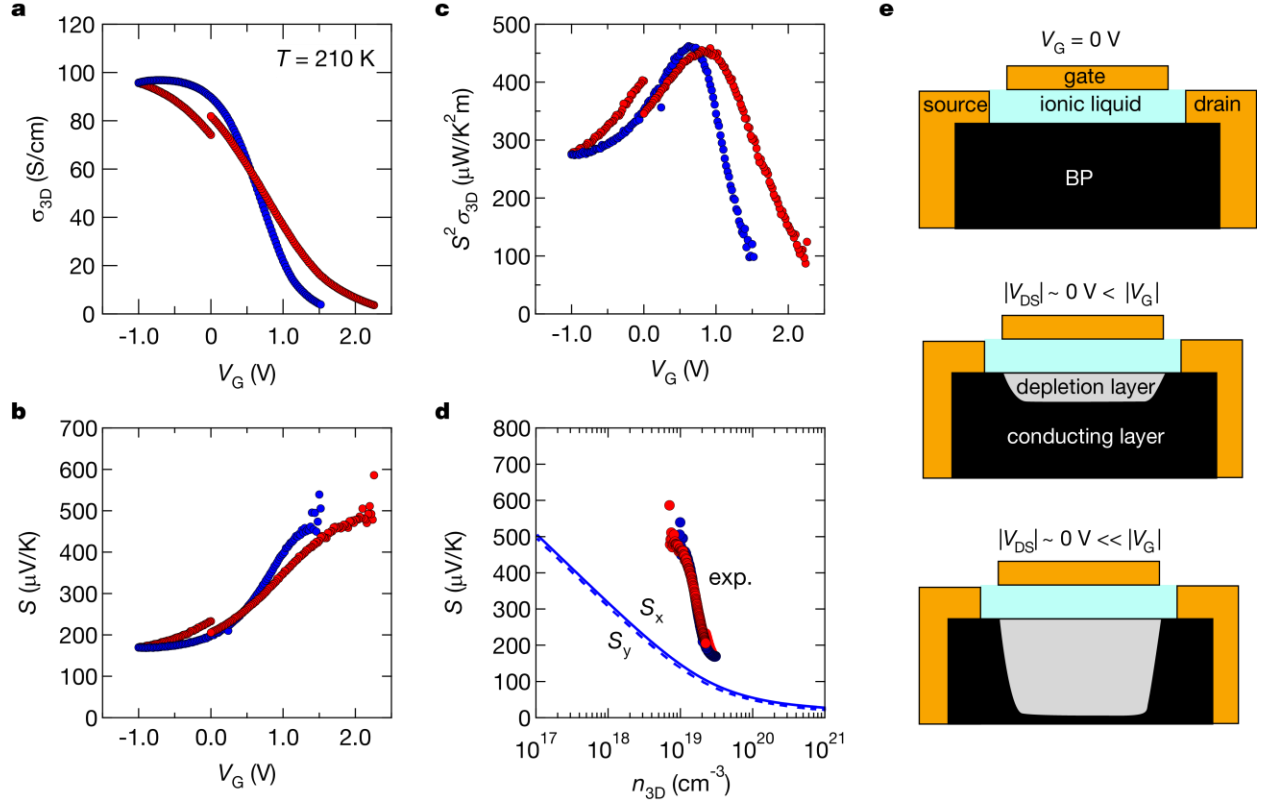 a
120
100
80
60
40
20
0
σ3D (S/cm)
T = 210 K
-1.0
0
1.0
2.0
VG (V)
b
700
600
500
400
300
200
100
0
S (μV/K)
-1.0
0.0
1.0
2.0
VG (V)
c
500
400
300
200
100
0
S² σ3D (μW/K²m)
-1.0
0.0
1.0
2.0
VG (V)
d
800
700
600
500
400
300
200
100
0
S (μV/K)
exp.
Sx
Sy
10¹⁷
10¹⁸
10¹⁹
10²⁰
10²¹
n3D (cm⁻³)
e
VG = 0 V
gate
source ionic liquid drain
BP
|VDS| ~ 0 V < |VG|
depletion layer
conducting layer
|VDS| ~ 0 V << |VG|